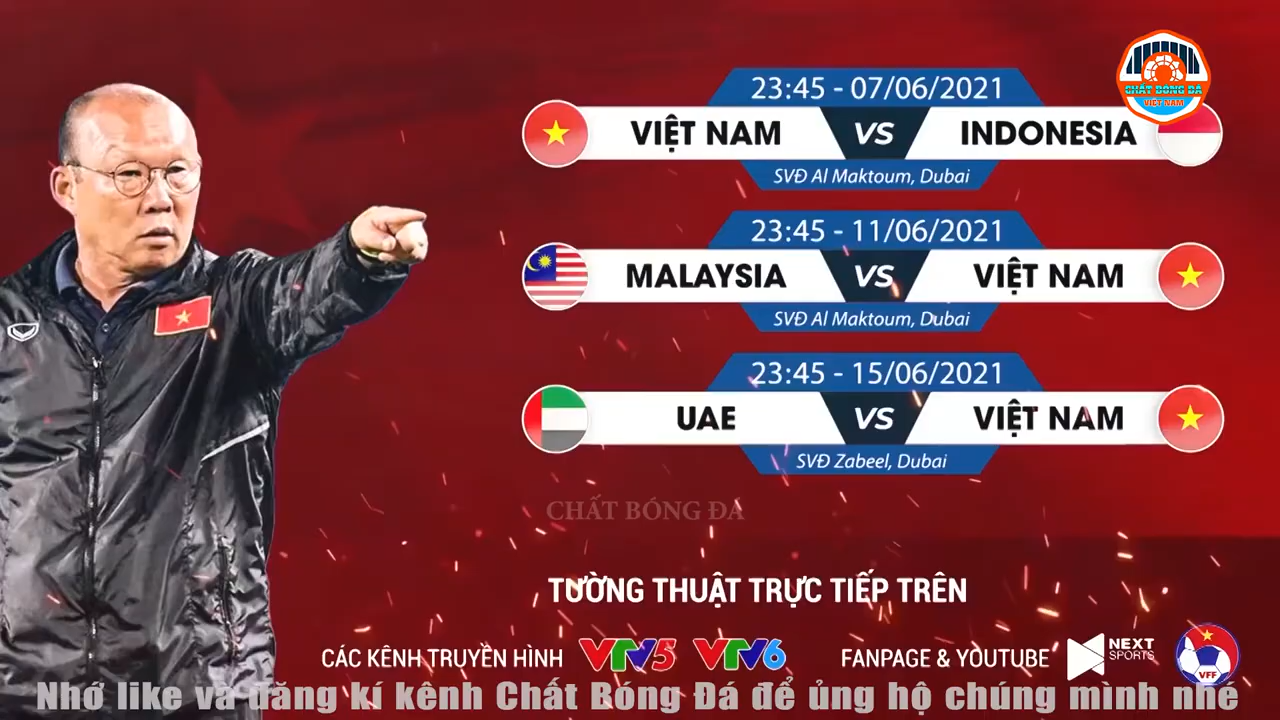 CHẤT BÓNG ĐÁ
VIỆT NAM
23:45 - 07/06/2021
VIỆT NAM VS INDONESIA
SVĐ Al Maktoum, Dubai
23:45 - 11/06/2021
MALAYSIA VS VIỆT NAM
SVĐ Al Maktoum, Dubai
23:45 - 15/06/2021
UAE VS VIỆT NAM
SVĐ Zabeel, Dubai
CHẤT BÓNG ĐÁ
TƯỜNG THUẬT TRỰC TIẾP TRÊN
CÁC KÊNH TRUYỀN HÌNH VTV5 VTV6 FANPAGE & YOUTUBE NEXT SPORTS VFF
Nhớ like và đăng kí kênh Chất Bóng Đá để ủng hộ chúng mình nhé